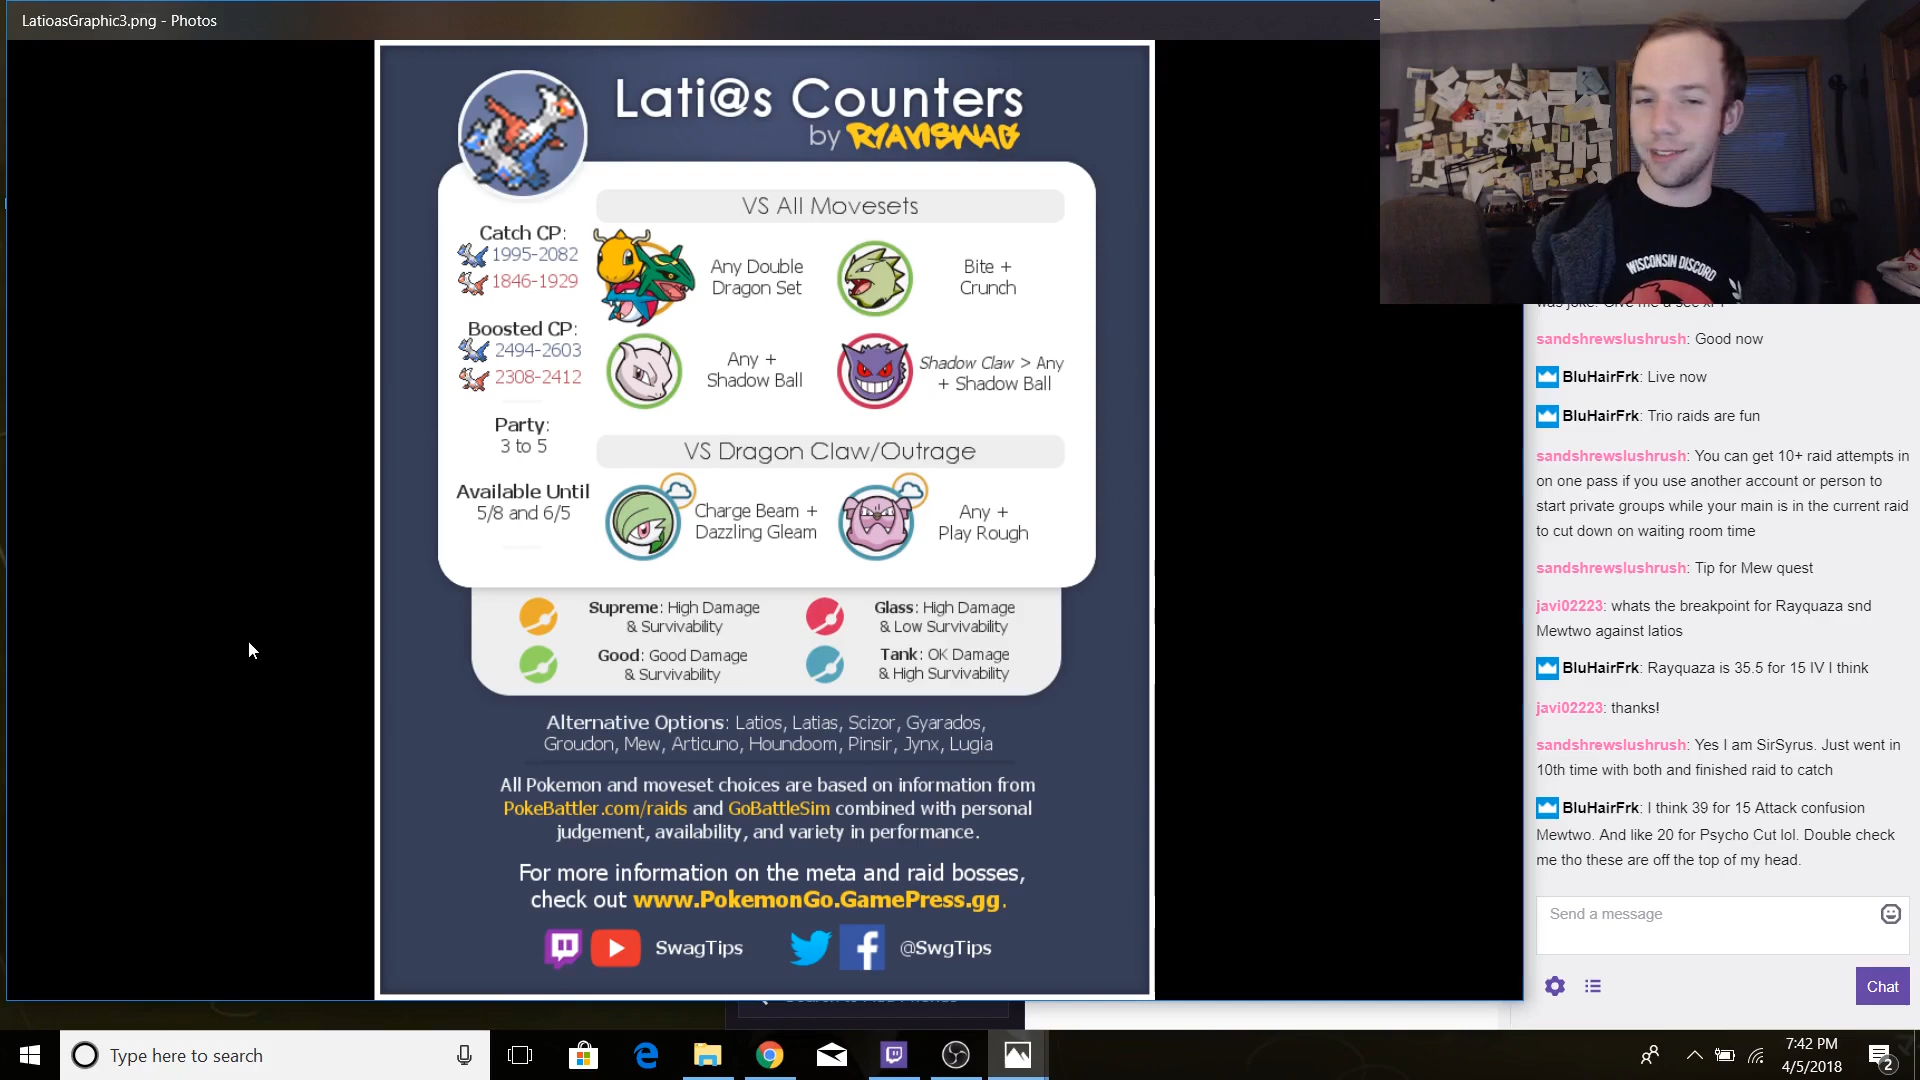 LatioasGraphic3.png - Photos
Lati@s Counters
by RYANSWAG
VS All Movesets
Catch CP:
1995-2082
1846-1929
Boosted CP:
2494-2603
2308-2412
Party:
3 to 5
Available Until
5/8 and 6/5
Any Double
Dragon Set
Bite +
Crunch
Any +
Shadow Ball
Shadow Claw > Any
+ Shadow Ball
VS Dragon Claw/Outrage
Charge Beam +
Dazzling Gleam
Any +
Play Rough
Supreme: High Damage
& Survivability
Glass: High Damage
& Low Survivability
Good: Good Damage
& Survivability
Tank: OK Damage
& High Survivability
Alternative Options: Latios, Latias, Scizor, Gyarados,
Groudon, Mew, Articuno, Houndoom, Pinsir, Jynx, Lugia
All Pokemon and moveset choices are based on information from
PokeBattler.com/raids and GoBattleSim combined with personal
judgement, availability, and variety in performance.
For more information on the meta and raid bosses,
check out www.PokemonGo.GamePress.gg.
SwagTips
@SwgTips
WISCONSIN DISCORD
sandshrewslushrush: Good now
BluHairFrk: Live now
BluHairFrk: Trio raids are fun
sandshrewslushrush: You can get 10+ raid attempts in
on one pass if you use another account or person to
start private groups while your main is in the current raid
to cut down on waiting room time
sandshrewslushrush: Tip for Mew quest
javi02223: whats the breakpoint for Rayquaza snd
Mewtwo against latios
BluHairFrk: Rayquaza is 35.5 for 15 IV I think
javi02223: thanks!
sandshrewslushrush: Yes I am SirSyrus. Just went in
10th time with both and finished raid to catch
BluHairFrk: I think 39 for 15 Attack confusion
Mewtwo. And like 20 for Psycho Cut lol. Double check
me tho these are off the top of my head.
Send a message
Chat
Type here to search
7:42 PM
4/5/2018
2